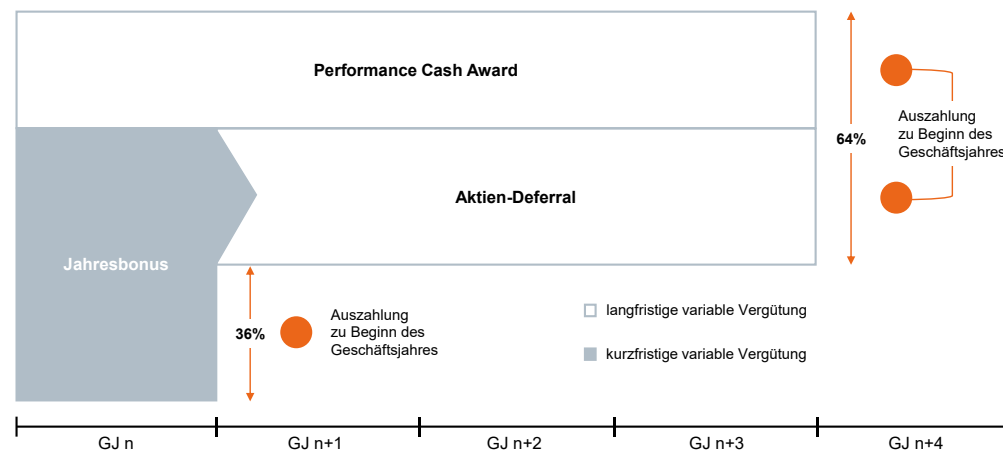 Performance Cash Award
Auszahlung
zu Beginn des
Geschäftsjahres
64%
Aktien-Deferral
Jahresbonus
36%
Auszahlung
zu Beginn des
Geschäftsjahres
langfristige variable Vergütung
kurzfristige variable Vergütung
GJ n
GJ n+1
GJ n+2
GJ n+3
GJ n+4